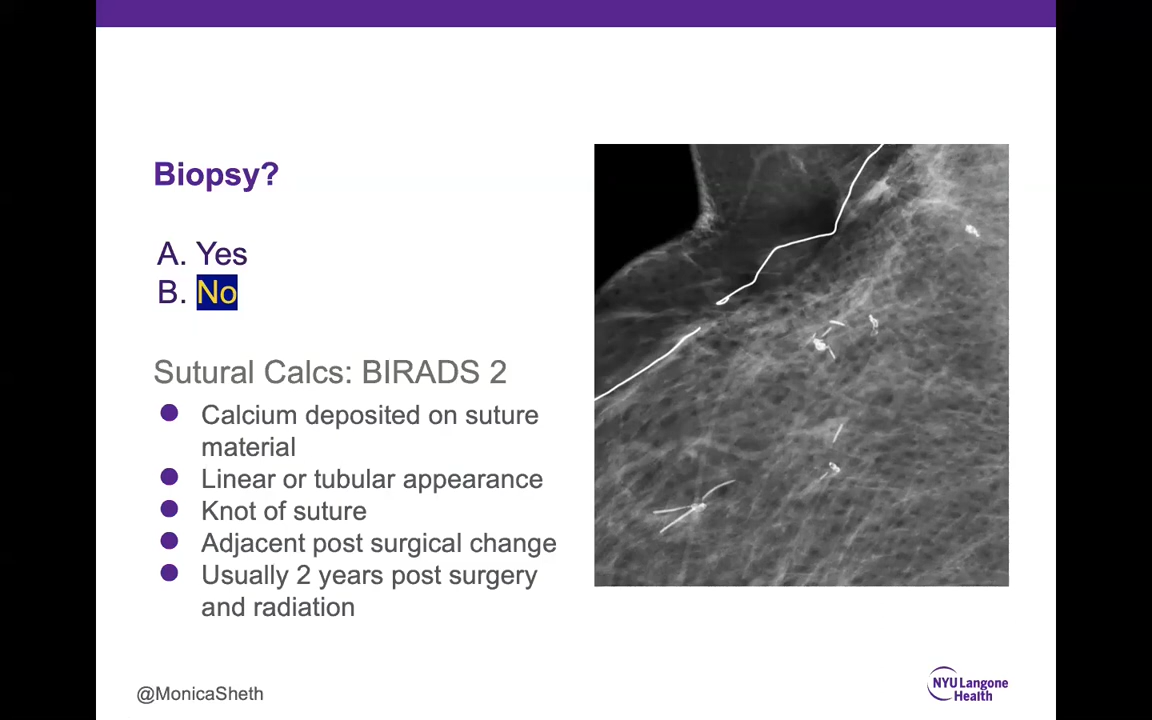 Biopsy?
A. Yes
B. No
Sutural Calcs: BIRADS 2
● Calcium deposited on suture
material
● Linear or tubular appearance
● Knot of suture
● Adjacent post surgical change
● Usually 2 years post surgery
and radiation
@MonicaSheth
NYU Langone
Health